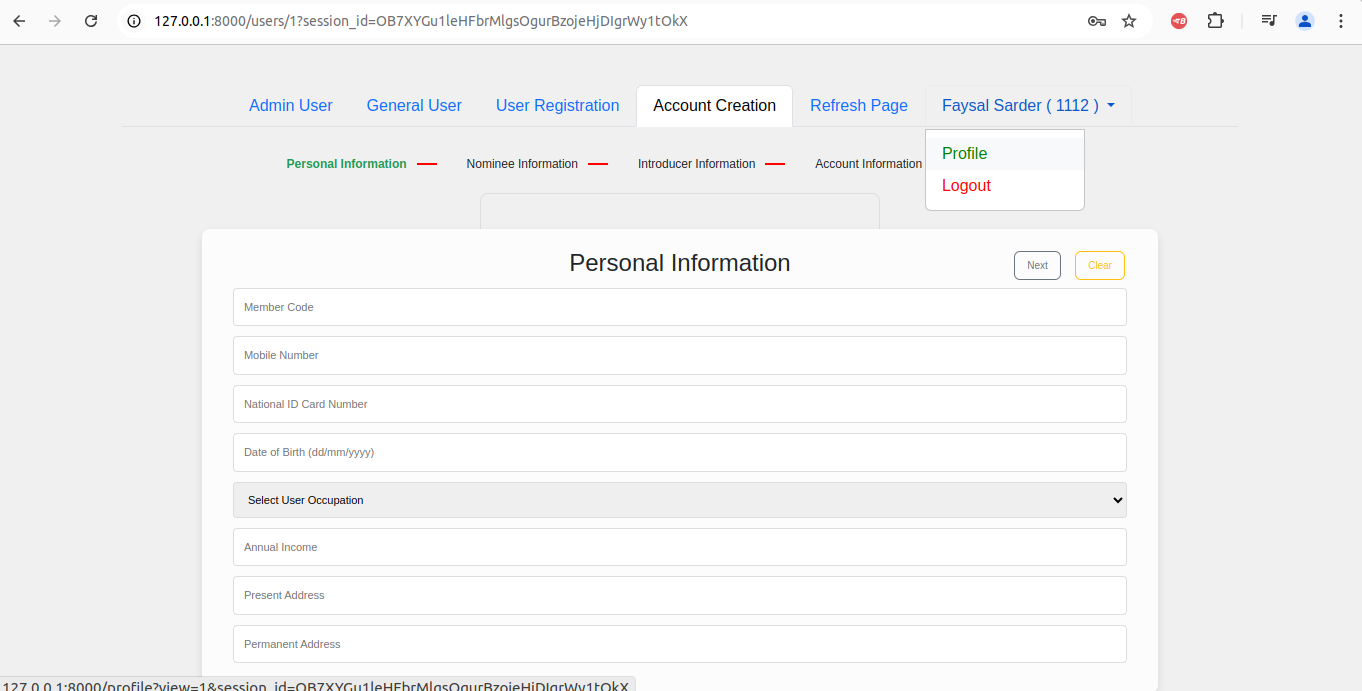 127.0.0.1:8000/users/1?session_id=OB7XYGu1leHFbrMlgsOgurBzojeHjDIgrWy1tOkX
Admin User General User User Registration Account Creation Refresh Page Faysal Sarder ( 1112 )
Personal Information Nominee Information Introducer Information Account Information
Profile
Logout
Personal Information Next Clear
Member Code
Mobile Number
National ID Card Number
Date of Birth (dd/mm/yyyy)
Select User Occupation
Annual Income
Present Address
Permanent Address
127.0.0.1:8000/profile?view=1&session_id=OB7XYGu1leHFbrMlgsOgurBzojeHjDIgrWy1tOkX